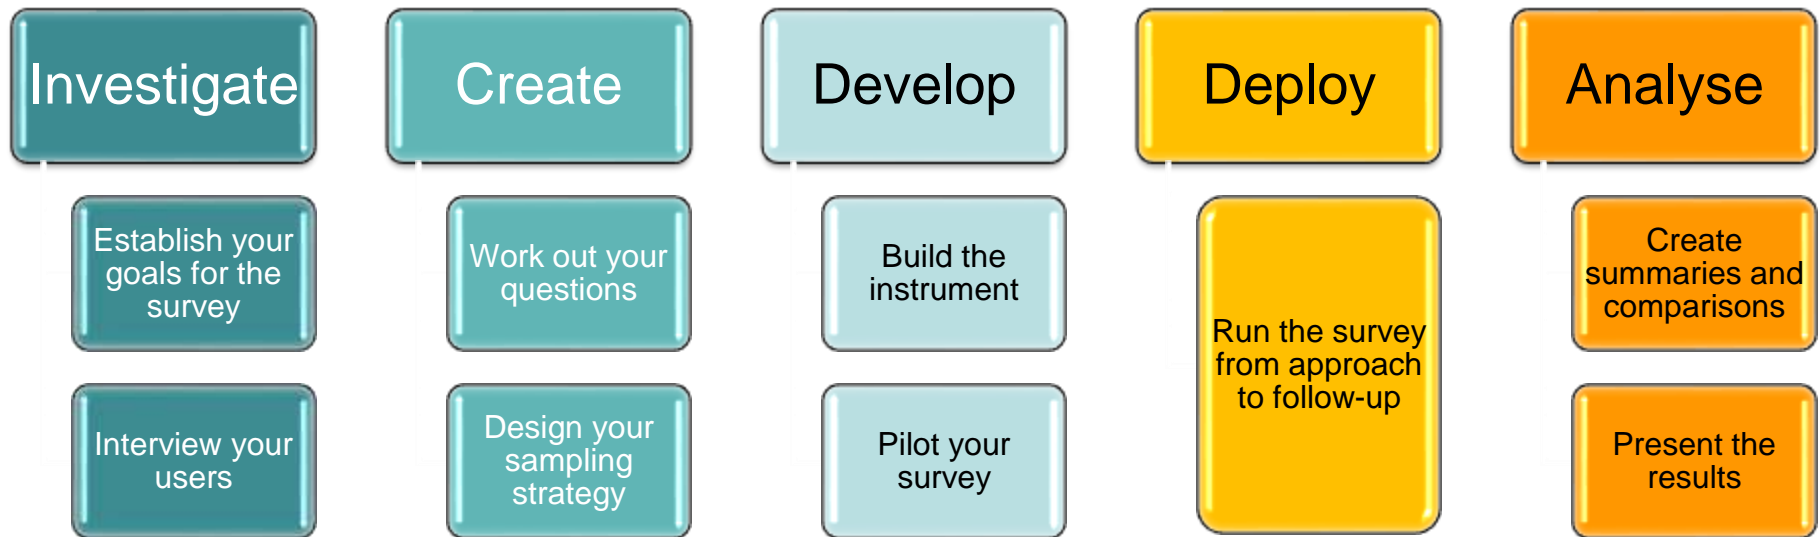 Investigate
Establish your
goals for the
survey
Interview your
users
Create
Work out your
questions
Design your
sampling
strategy
Develop
Build the
instrument
Pilot your
survey
Deploy
Run the survey
from approach
to follow-up
Analyse
Create
summaries and
comparisons
Present the
results